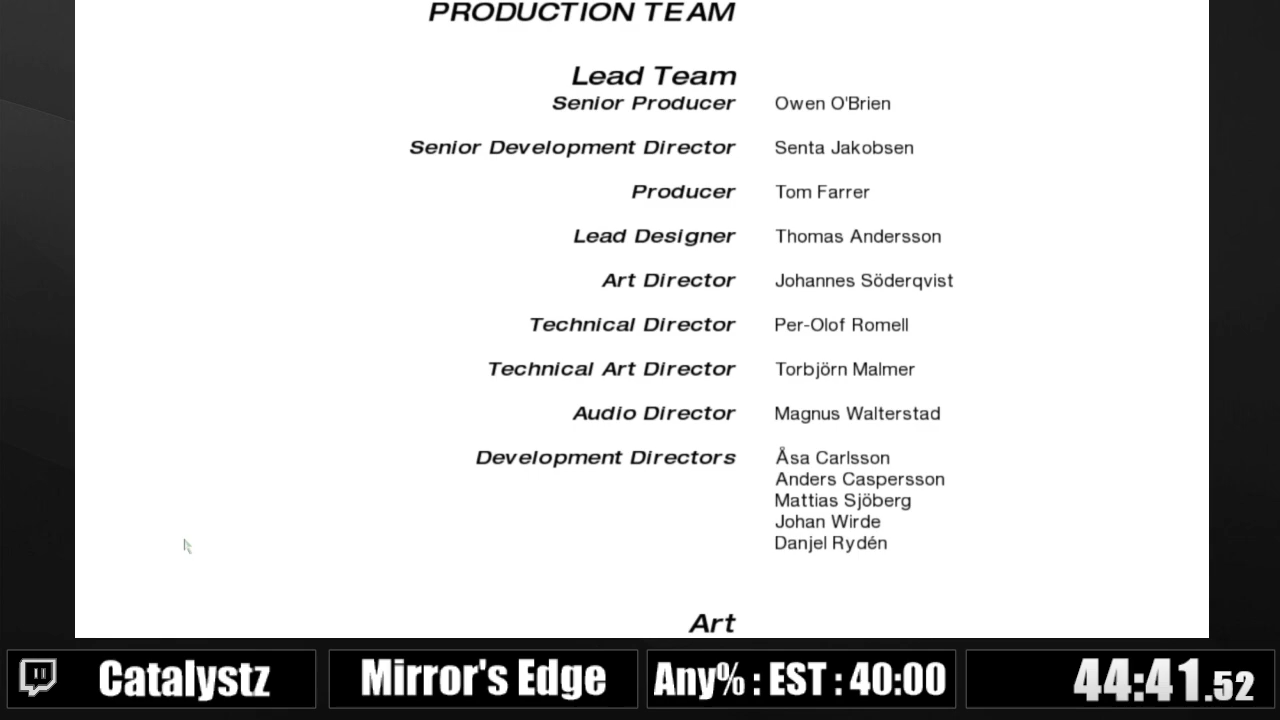 PRODUCTION TEAM
Lead Team
Senior Producer Owen O'Brien
Senior Development Director Senta Jakobsen
Producer Tom Farrer
Lead Designer Thomas Andersson
Art Director Johannes Söderqvist
Technical Director Per-Olof Romell
Technical Art Director Torbjörn Malmer
Audio Director Magnus Walterstad
Development Directors Åsa Carlsson
Anders Caspersson
Mattias Sjöberg
Johan Wirde
Danjel Rydén
Art
Catalystz Mirror's Edge Any% : EST : 40:00 44:41.52